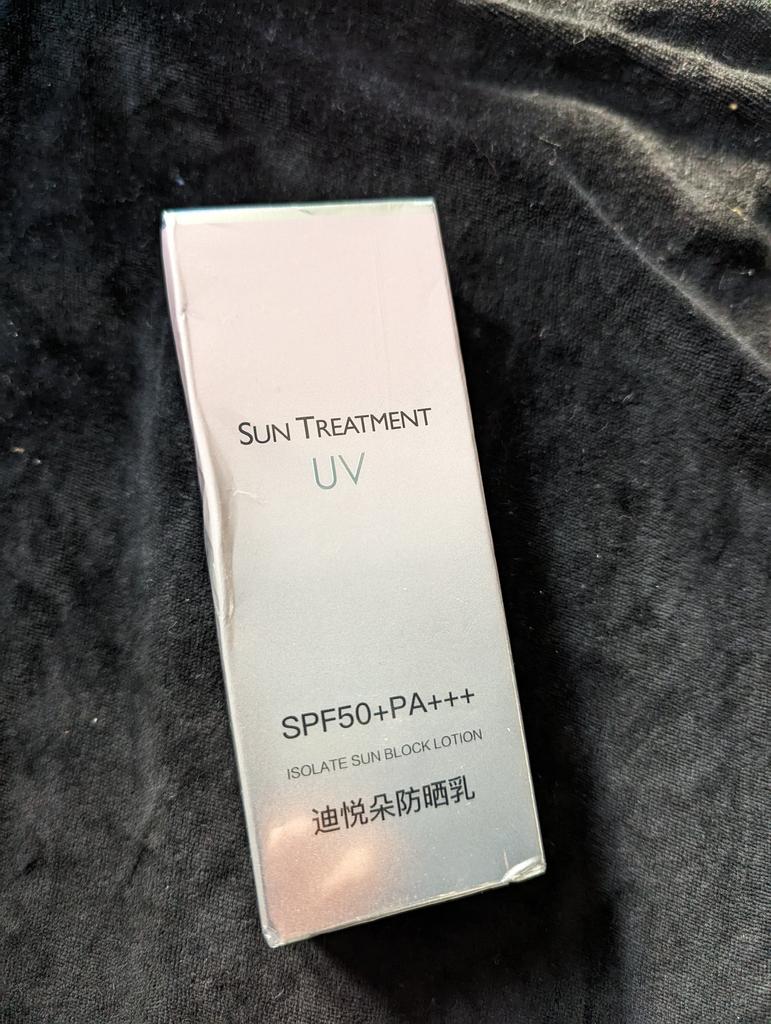 SUN TREATMENT
UV
SPF50+PA+++
ISOLATE SUN BLOCK LOTION
迪悦朵防晒乳